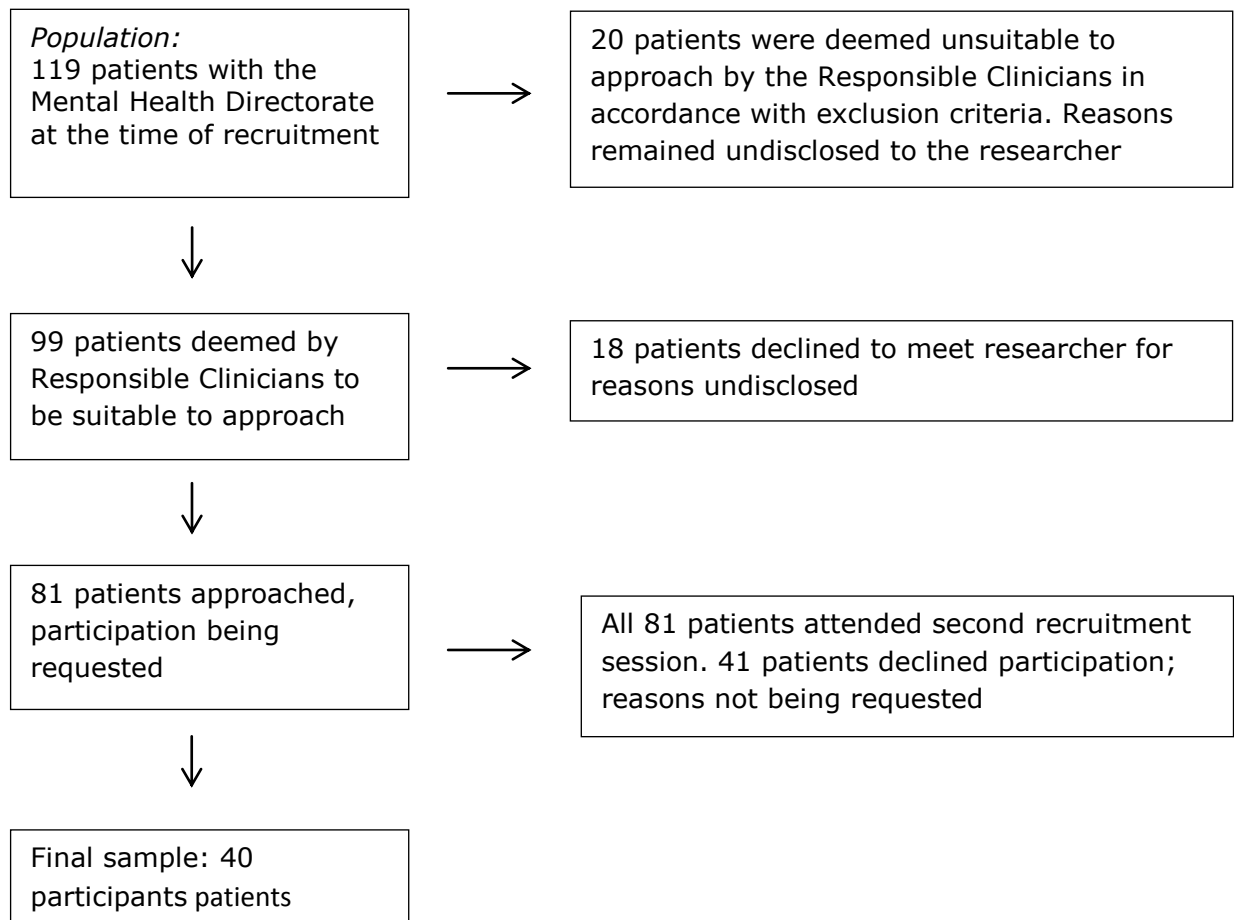 Population:
119 patients with the
Mental Health Directorate
at the time of recruitment
20 patients were deemed unsuitable to
approach by the Responsible Clinicians in
accordance with exclusion criteria. Reasons
remained undisclosed to the researcher
99 patients deemed by
Responsible Clinicians to
be suitable to approach
18 patients declined to meet researcher for
reasons undisclosed
81 patients approached,
participation being
requested
All 81 patients attended second recruitment
session. 41 patients declined participation;
reasons not being requested
Final sample: 40
participants patients